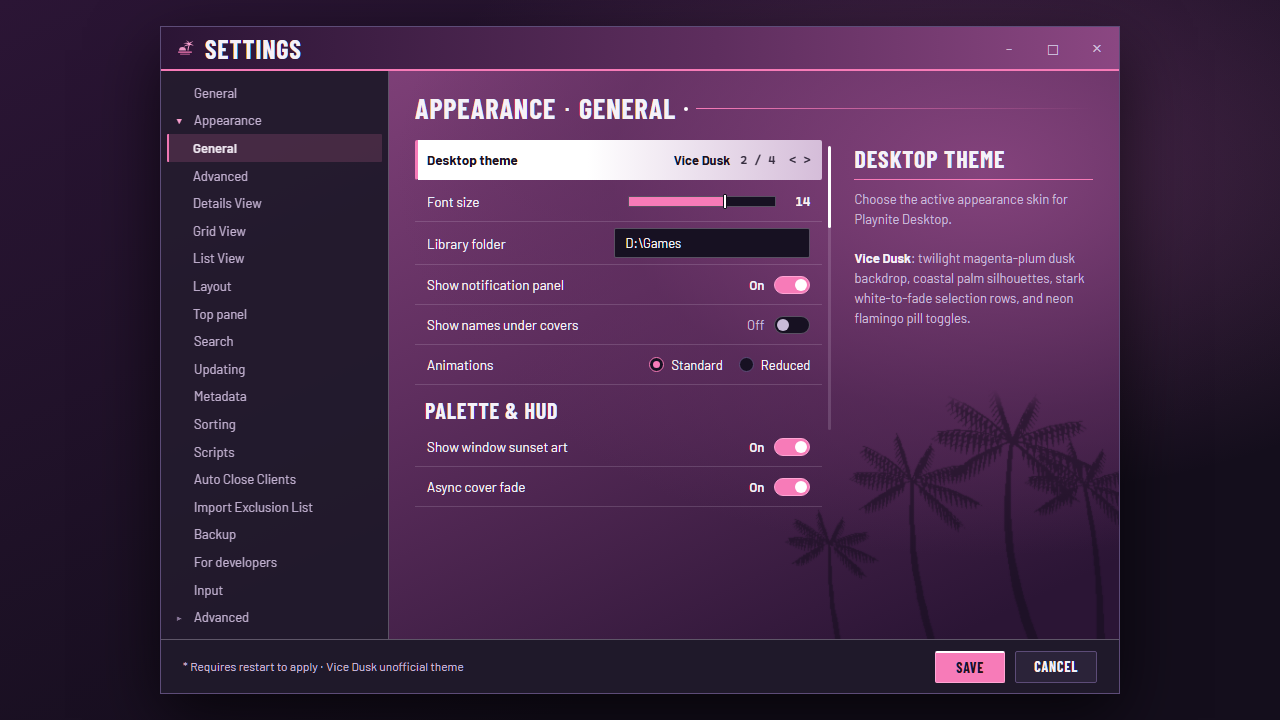 SETTINGS
General
Appearance
General
Advanced
Details View
Grid View
List View
Layout
Top panel
Search
Updating
Metadata
Sorting
Scripts
Auto Close Clients
Import Exclusion List
Backup
For developers
Input
Advanced
APPEARANCE · GENERAL ·
Desktop theme Vice Dusk 2 / 4 < >
Font size 14
Library folder D:\Games
Show notification panel On
Show names under covers Off
Animations Standard Reduced
PALETTE & HUD
Show window sunset art On
Async cover fade On
DESKTOP THEME
Choose the active appearance skin for
Playnite Desktop.
Vice Dusk: twilight magenta-plum dusk
backdrop, coastal palm silhouettes, stark
white-to-fade selection rows, and neon
flamingo pill toggles.
* Requires restart to apply · Vice Dusk unofficial theme
SAVE CANCEL